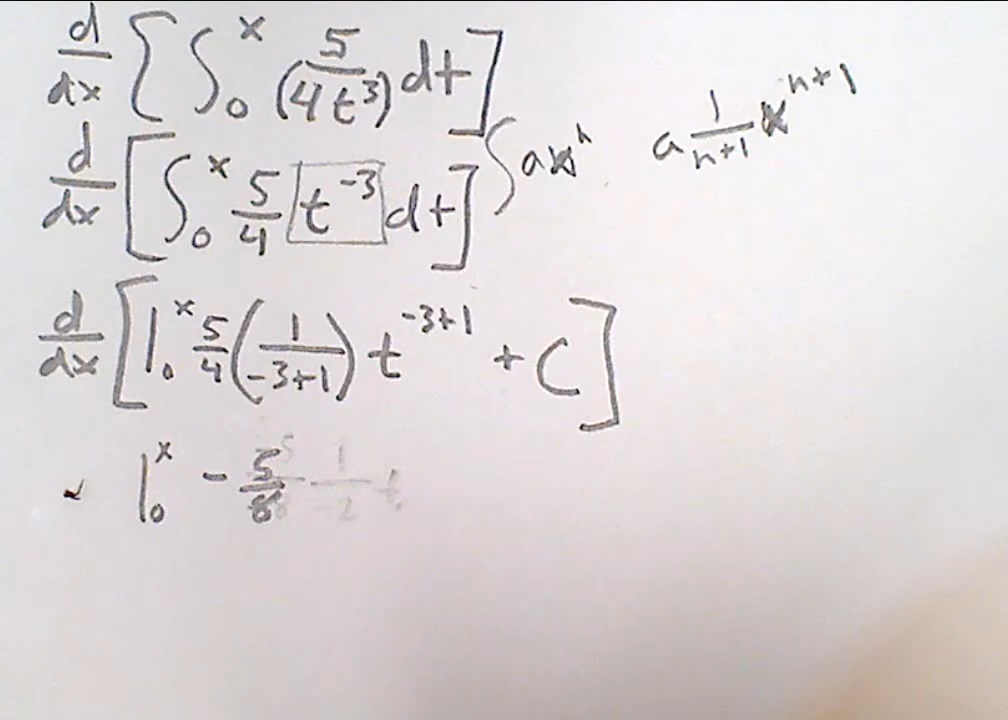 d/dx [ ∫₀ˣ (5/4t³) dt ]
d/dx [ ∫₀ˣ 5/4 t⁻³ dt ] ∫ axⁿ a 1/n+1 xⁿ⁺¹
d/dx [ |₀ˣ 5/4 (1/-3+1) t⁻³⁺¹ + C ]
|₀ˣ - 5/8